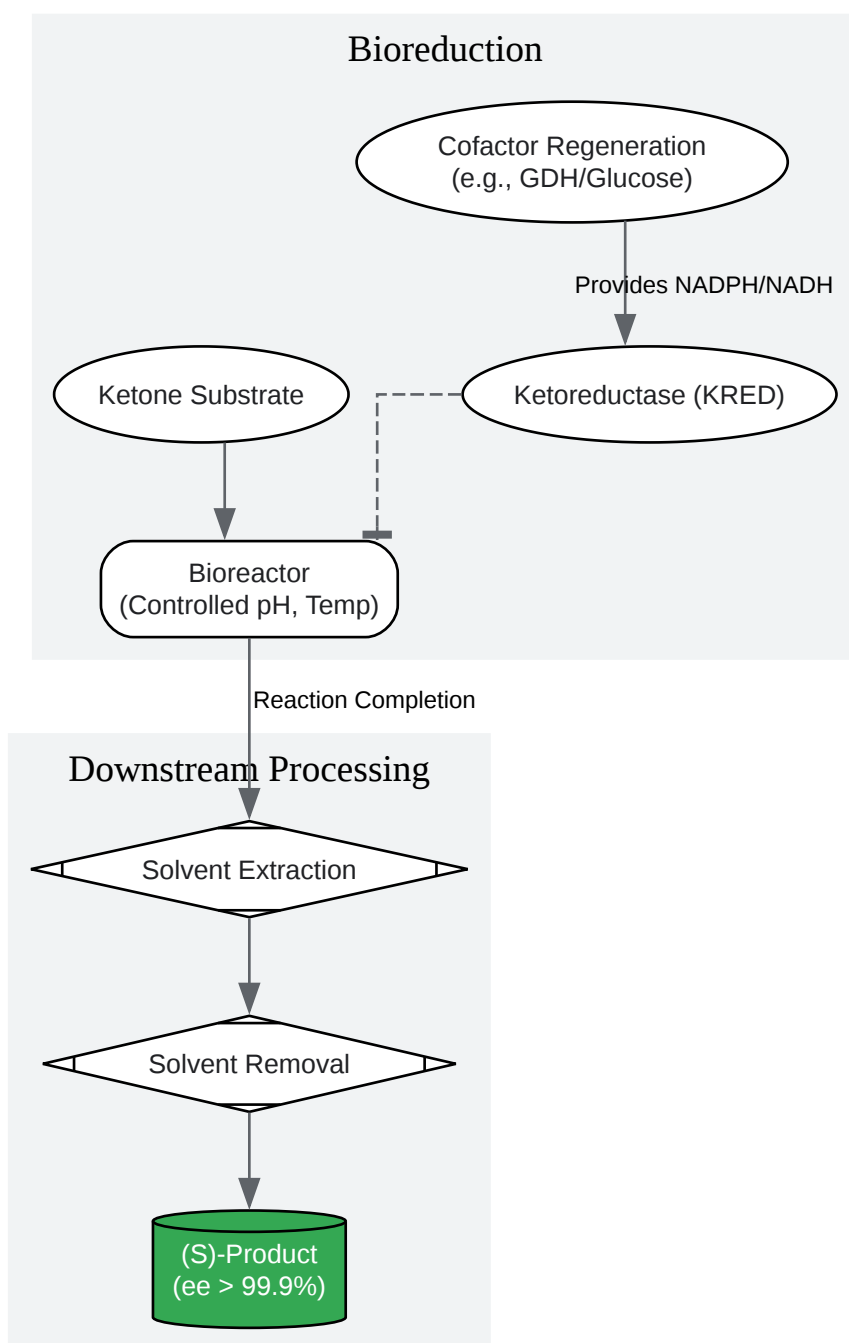 Bioreduction
Cofactor Regeneration
(e.g., GDH/Glucose)
Provides NADPH/NADH
Ketone Substrate
Ketoreductase (KRED)
Bioreactor
(Controlled pH, Temp)
Reaction Completion
Downstream Processing
Solvent Extraction
Solvent Removal
(S)-Product
(ee > 99.9%)